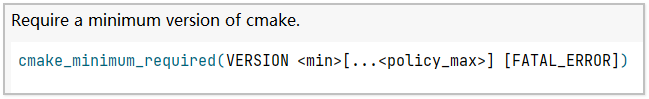 Require a minimum version of cmake.
cmake_minimum_required(VERSION <min>[...<policy_max>] [FATAL_ERROR])